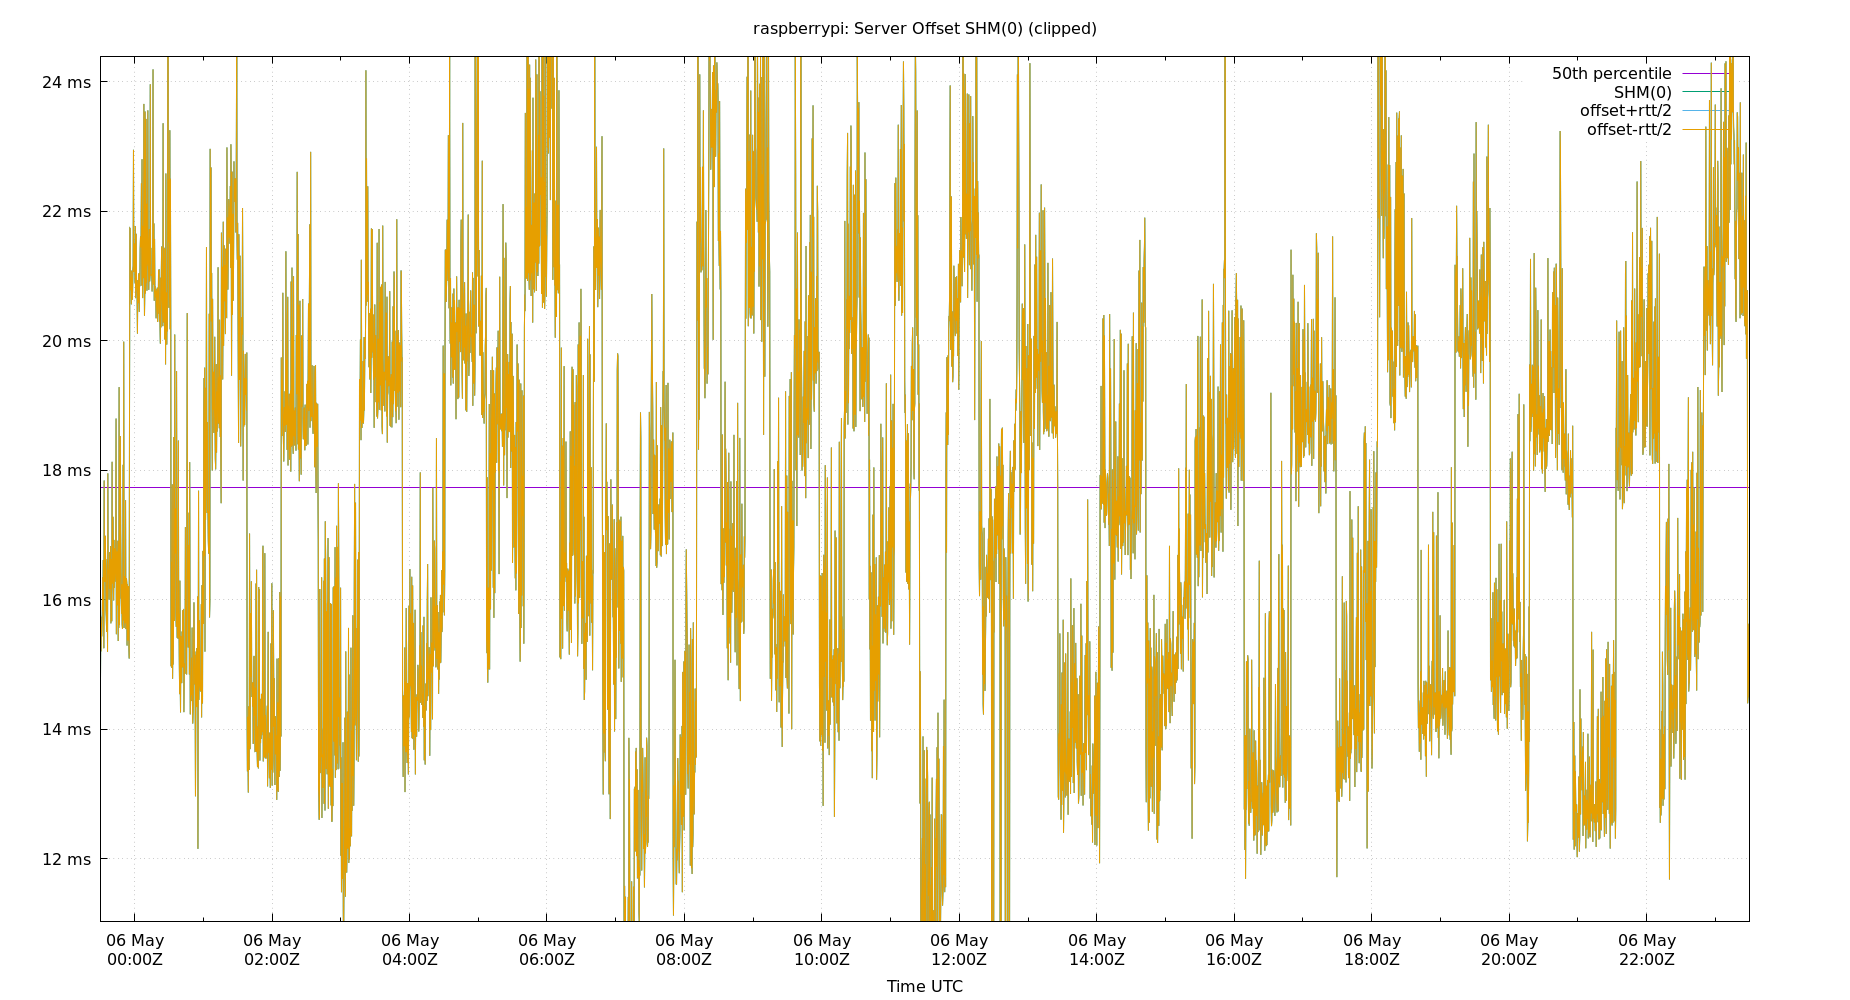 raspberrypi: Server Offset SHM(0) (clipped)
50th percentile
SHM(0)
offset+rtt/2
offset-rtt/2
24 ms
22 ms
20 ms
18 ms
16 ms
14 ms
12 ms
06 May 06 May 06 May 06 May 06 May 06 May 06 May 06 May 06 May 06 May 06 May 06 May
00:00Z 02:00Z 04:00Z 06:00Z 08:00Z 10:00Z 12:00Z 14:00Z 16:00Z 18:00Z 20:00Z 22:00Z
Time UTC